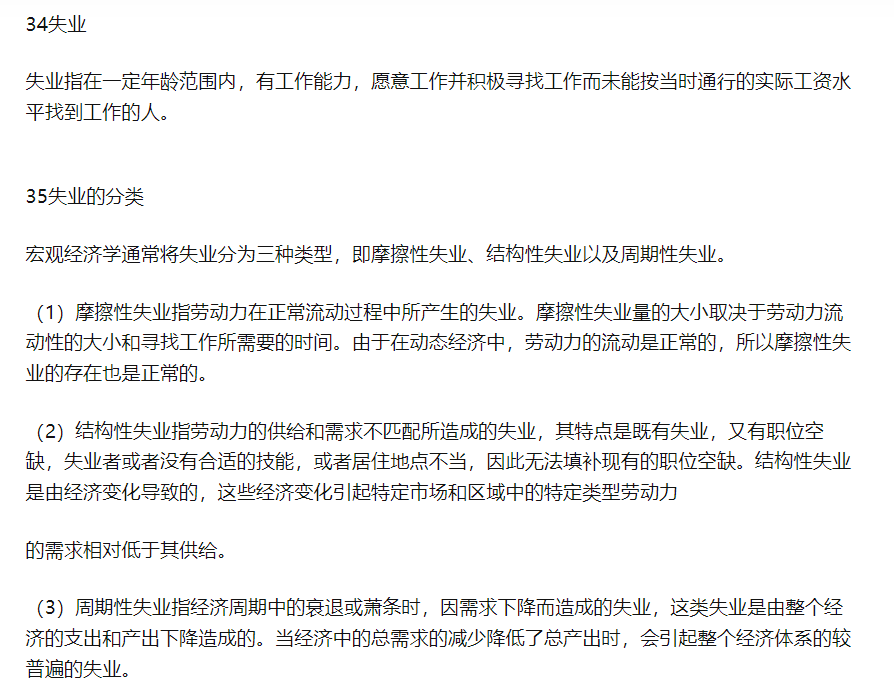 34失业
失业指在一定年龄范围内，有工作能力，愿意工作并积极寻找工作而未能按当时通行的实际工资水
平找到工作的人。
35失业的分类
宏观经济学通常将失业分为三种类型，即摩擦性失业、结构性失业以及周期性失业。
（1）摩擦性失业指劳动力在正常流动过程中所产生的失业。摩擦性失业量的大小取决于劳动力流
动性的大小和寻找工作所需要的时间。由于在动态经济中，劳动力的流动是正常的，所以摩擦性失
业的存在也是正常的。
（2）结构性失业指劳动力的供给和需求不匹配所造成的失业，其特点是既有失业，又有职位空
缺，失业者或者没有合适的技能，或者居住地点不当，因此无法填补现有的职位空缺。结构性失业
是由经济变化导致的，这些经济变化引起特定市场和区域中的特定类型劳动力
的需求相对低于其供给。
（3）周期性失业指经济周期中的衰退或萧条时，因需求下降而造成的失业，这类失业是由整个经
济的支出和产出下降造成的。当经济中的总需求的减少降低了总产出时，会引起整个经济体系的较
普遍的失业。